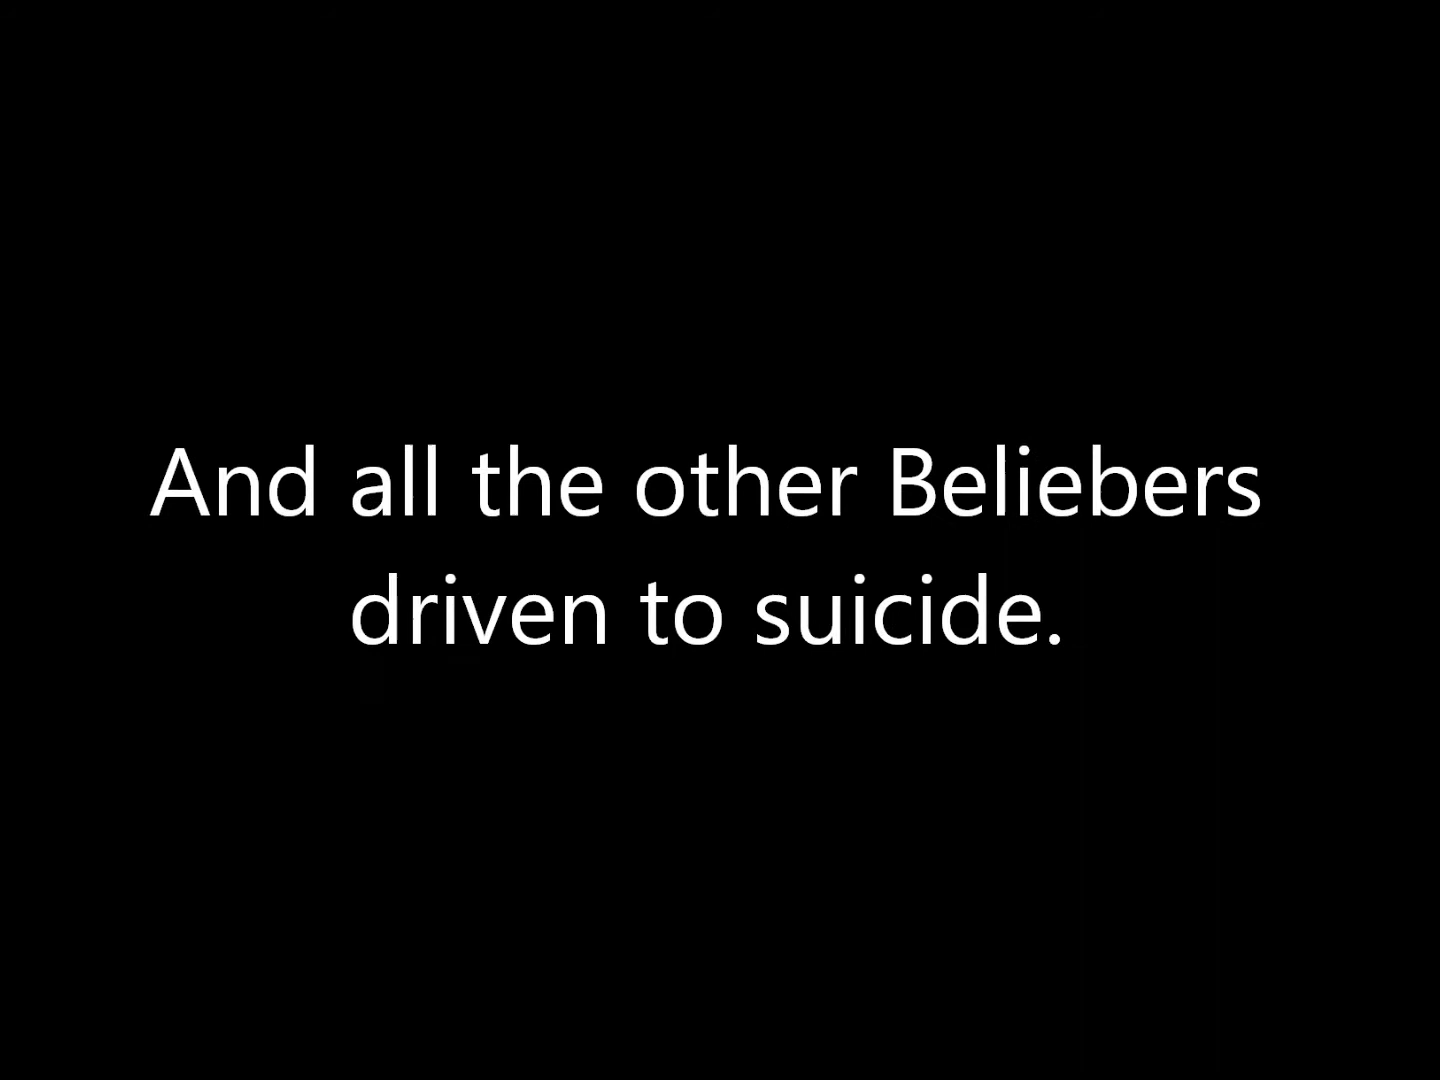 And all the other Beliebers
driven to suicide.